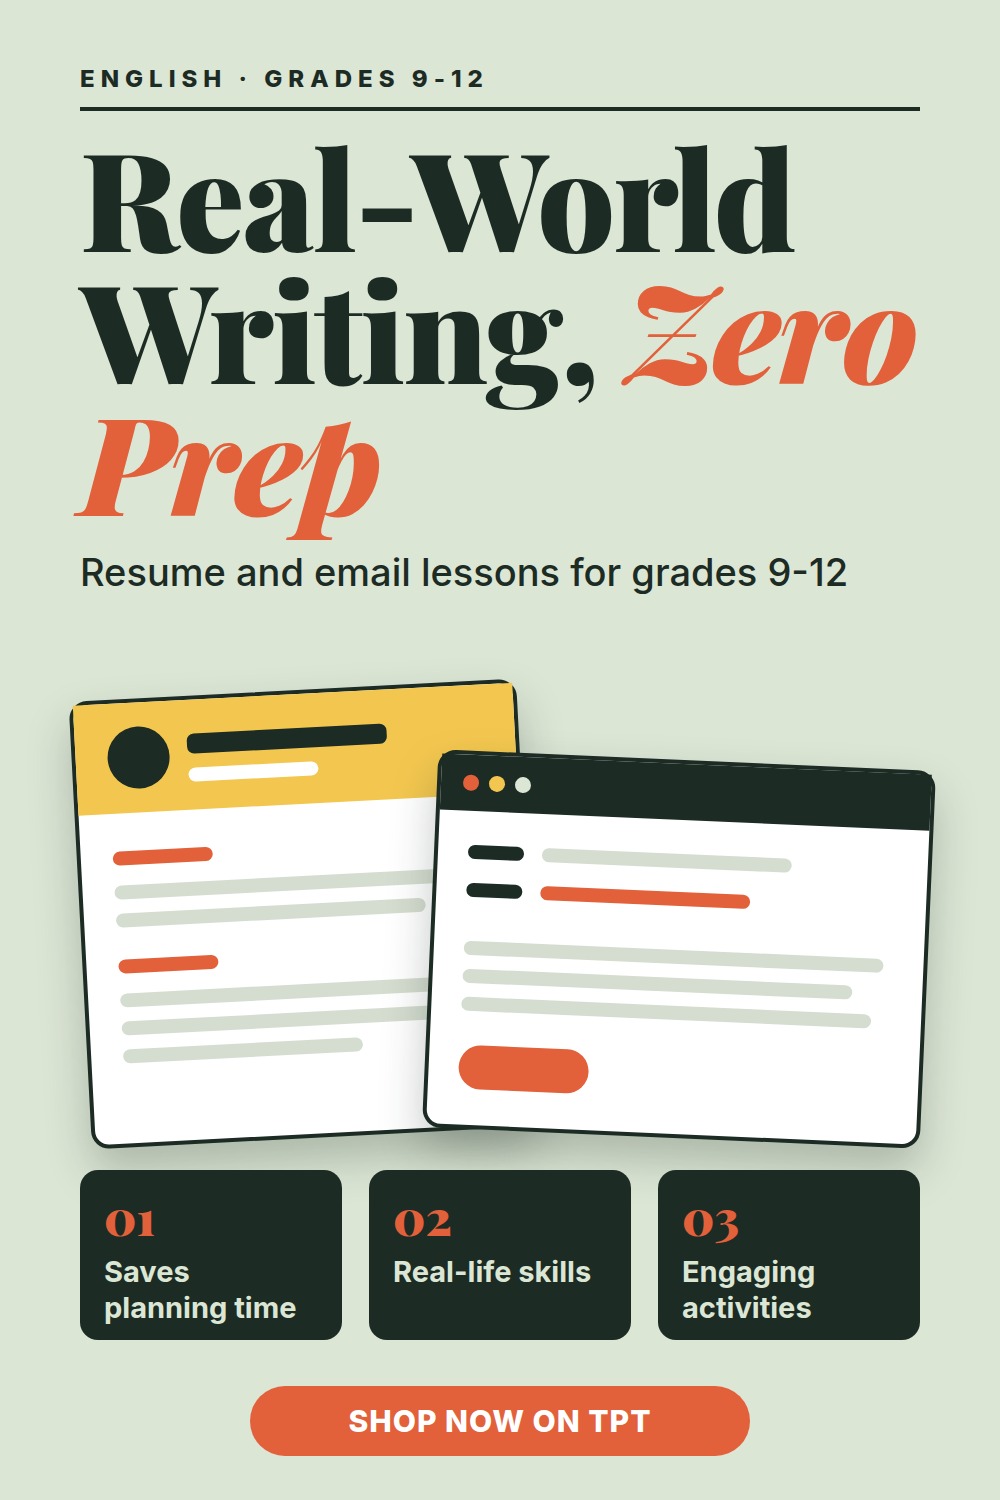 ENGLISH · GRADES 9-12
Real-World
Writing, Zero
Prep
Resume and email lessons for grades 9-12
01
Saves
planning time
02
Real-life skills
03
Engaging
activities
SHOP NOW ON TPT